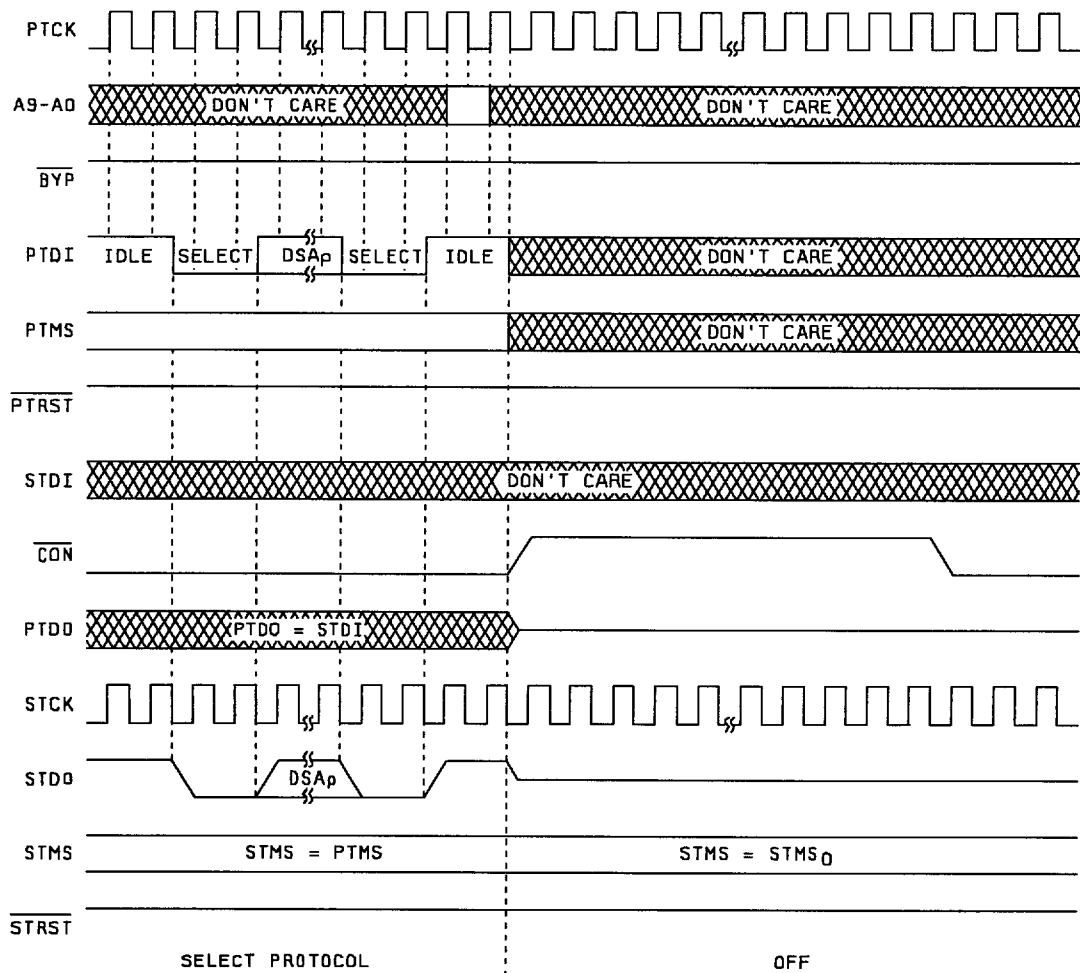 PTCK
A9-A0 DON'T CARE DON'T CARE
BYP
PTDI IDLE SELECT DSAp SELECT IDLE DON'T CARE
PTMS DON'T CARE
PTRST
STDI DON'T CARE
CON
PTDO PTDO = STDI
STCK
STDO DSAp
STMS STMS = PTMS STMS = STMS0
STRST
SELECT PROTOCOL OFF